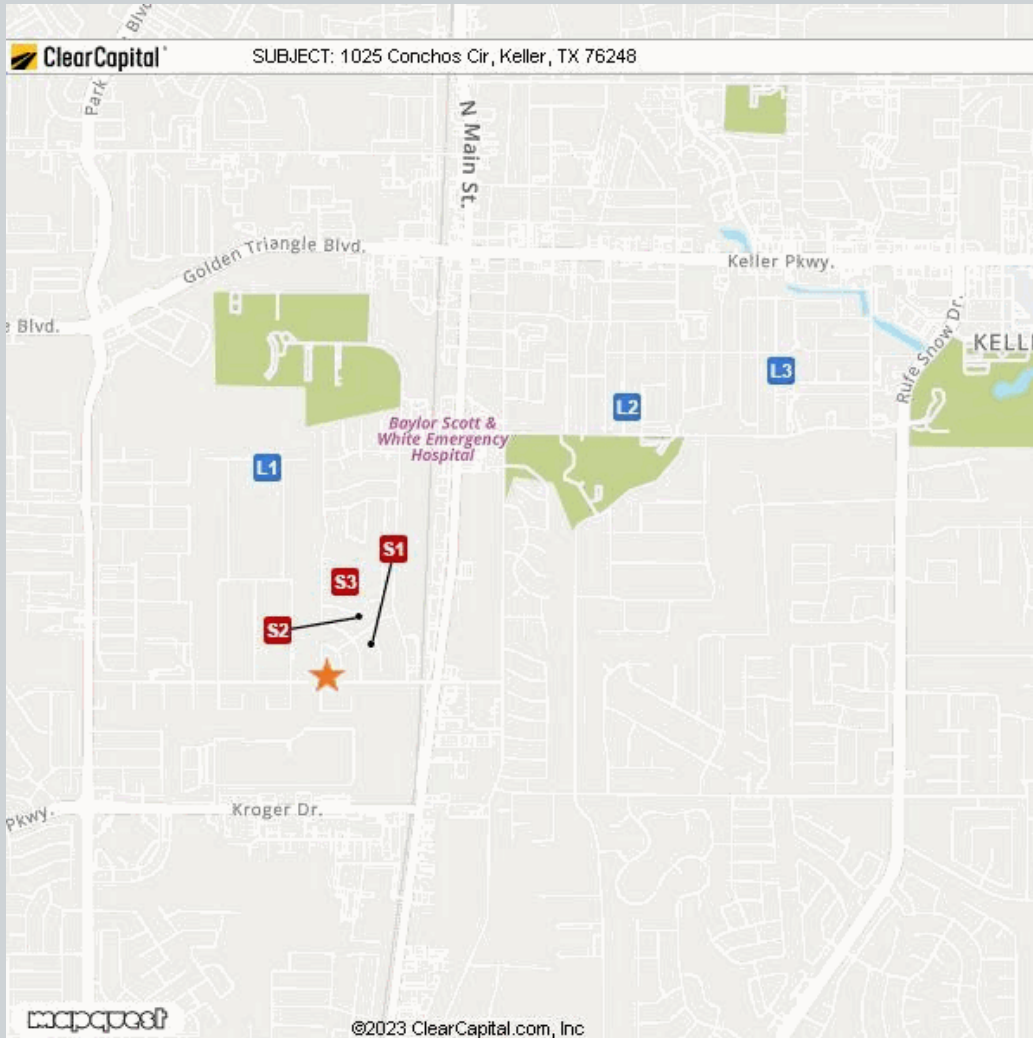 Blvd
ClearCapital
SUBJECT: 1025 Conchos Cir, Keller, TX 76248
Park
N Main St.
Golden Triangle Blvd.
Keller Pkwy.
e Blvd.
Rufe Snow Dr.
KELL
L3
L2
Baylor Scott &
White Emergency
Hospital
L1
S1
S3
S2
Kroger Dr.
Pkwy.
mapquest
©2023 ClearCapital.com, Inc